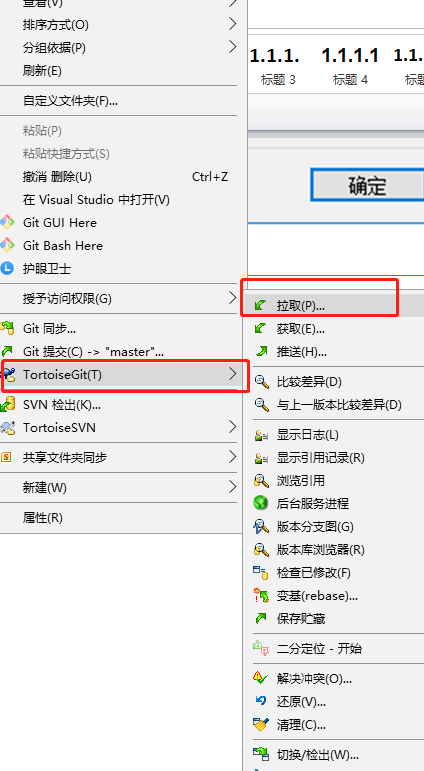 查看(V)
排序方式(O)
分组依据(P)
刷新(E)
自定义文件夹(F)...
粘贴(P)
粘贴快捷方式(S)
撤消 删除(U) Ctrl+Z
在 Visual Studio 中打开(V)
Git GUI Here
Git Bash Here
护眼卫士
授予访问权限(G)
Git 同步...
Git 提交(C) -> "master"...
TortoiseGit(T)
SVN 检出(K)...
TortoiseSVN
共享文件夹同步
新建(W)
属性(R)
1.1.1. 1.1.1.1 1.1.
标题 3 标题 4
确定
拉取(P)...
获取(E)...
推送(H)...
比较差异(D)
与上一版本比较差异(D)
显示日志(L)
显示引用记录(R)
浏览引用
后台服务进程
版本分支图(G)
版本库浏览器(R)
检查已修改(F)
变基(rebase)...
保存贮藏
二分定位 - 开始
解决冲突(O)...
还原(V)...
清理(C)...
切换/检出(W)...